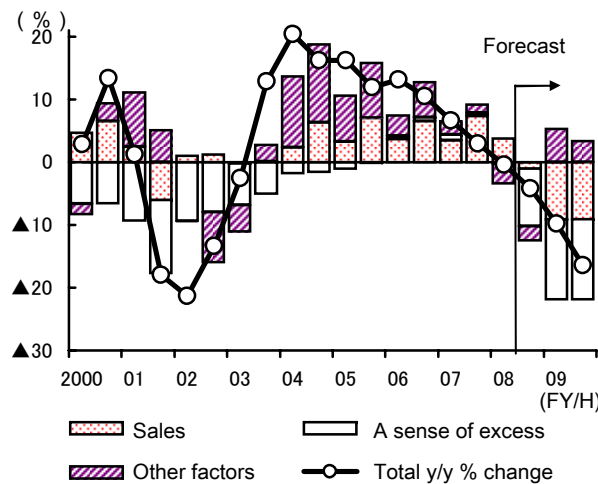 ( % )
20
10
0
▲ 10
▲ 20
▲ 30
Forecast
2000 01 02 03 04 05 06 07 08 09
(FY/H)
Sales
A sense of excess
Other factors
Total y/y % change